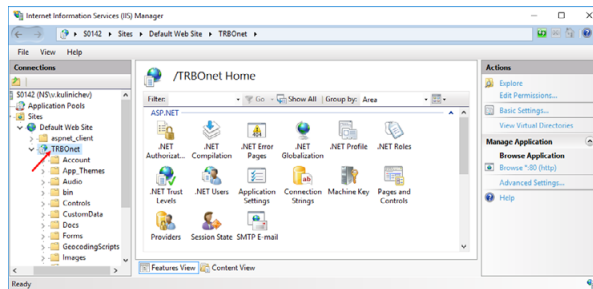 Internet Information Services (IIS) Manager
S0142 Sites Default Web Site TRBOnet
File View Help
Connections
S0142 (NS\v.kulinichev)
Application Pools
Sites
Default Web Site
aspnet_client
TRBOnet
Account
App_Themes
Audio
bin
Controls
CustomData
Docs
Forms
GeocodingScripts
Images
/TRBOnet Home
Filter: Go Show All Group by: Area
ASP.NET
.NET Authorizat...
.NET Compilation
.NET Error Pages
.NET Globalization
.NET Profile
.NET Roles
.NET Trust Levels
.NET Users
Application Settings
Connection Strings
Machine Key
Pages and Controls
Providers
Session State
SMTP E-mail
Features View
Content View
Actions
Explore
Edit Permissions...
Basic Settings...
View Virtual Directories
Manage Application
Browse Application
Browse *:80 (http)
Advanced Settings...
Help
Ready